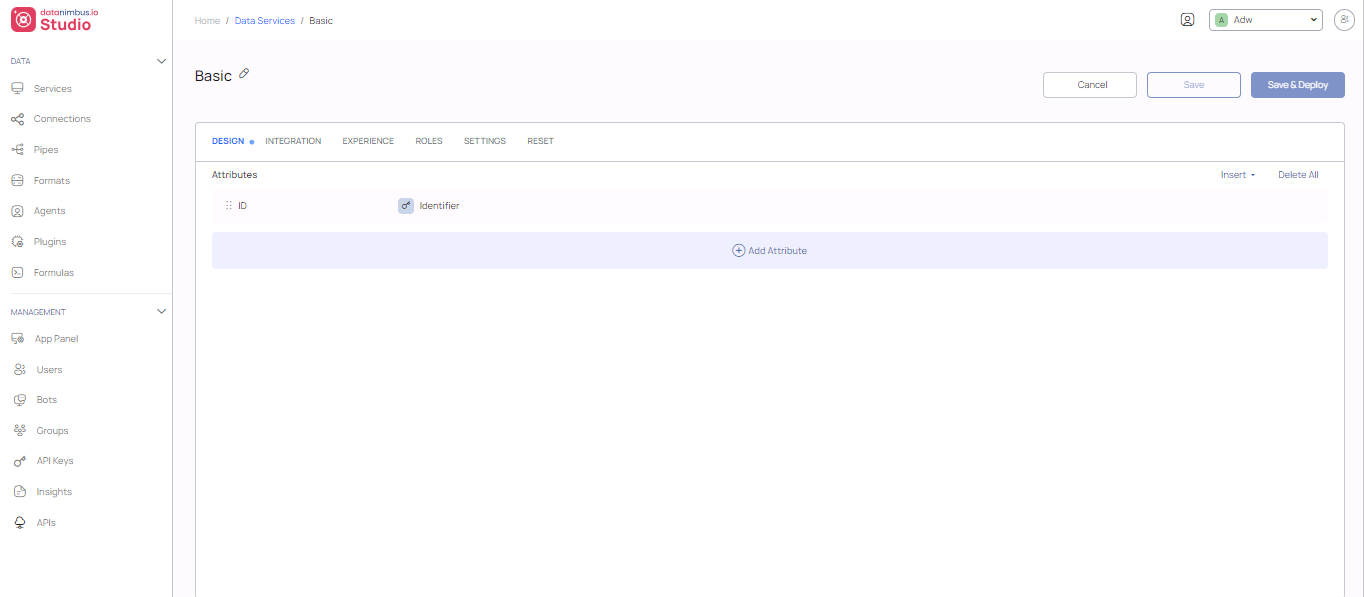 datanimbus.io
Studio
Home / Data Services / Basic
A Adw
DATA
Services
Connections
Pipes
Formats
Agents
Plugins
Formulas
MANAGEMENT
App Panel
Users
Bots
Groups
API Keys
Insights
APIs
Basic
Cancel
Save
Save & Deploy
DESIGN INTEGRATION EXPERIENCE ROLES SETTINGS RESET
Attributes
Insert
Delete All
ID
Identifier
Add Attribute